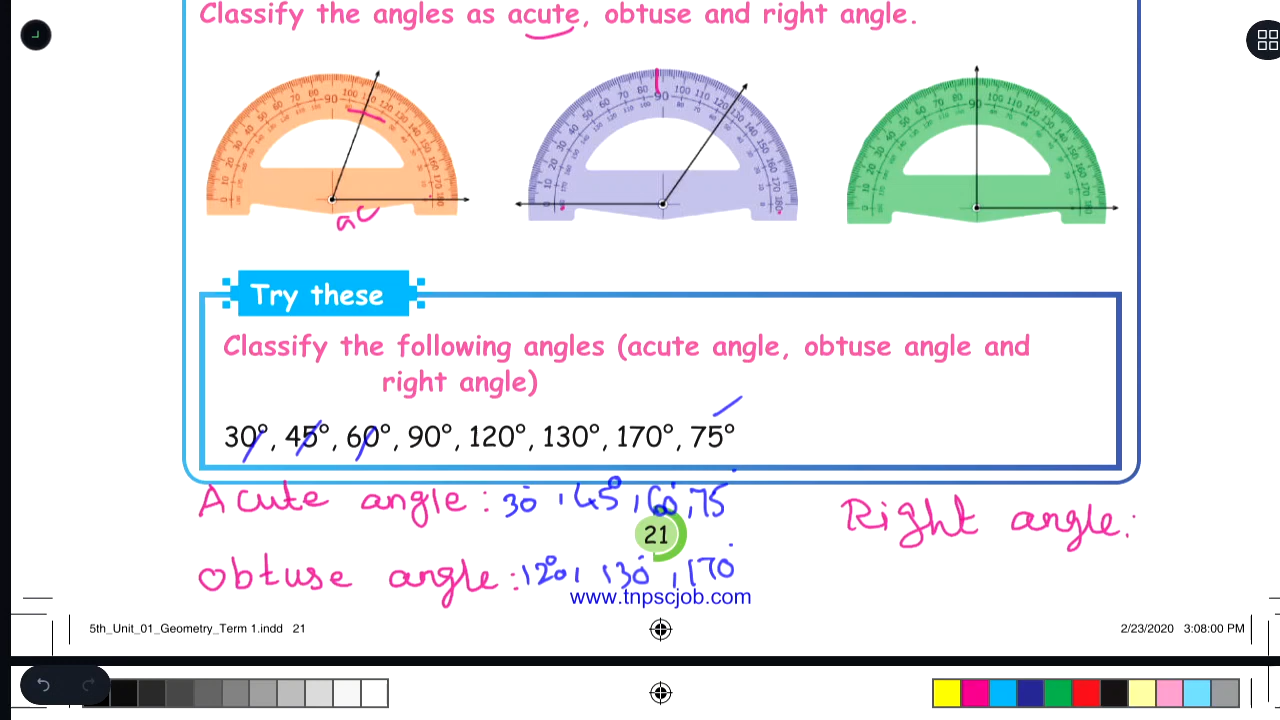 Classify the angles as acute, obtuse and right angle.
ac
Try these
Classify the following angles (acute angle, obtuse angle and
right angle)
30°, 45°, 60°, 90°, 120°, 130°, 170°, 75°
Acute angle: 30°, 45°, 60°, 75°
Right angle:
21
Obtuse angle: 120°, 130°, 170°
www.tnpscjob.com
5th_Unit_01_Geometry_Term 1.indd 21
2/23/2020 3:08:00 PM